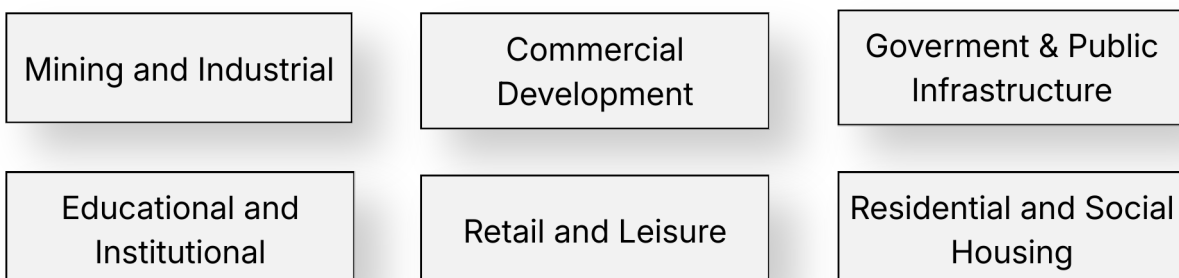 Mining and Industrial
Commercial
Development
Goverment & Public
Infrastructure
Educational and
Institutional
Retail and Leisure
Residential and Social
Housing